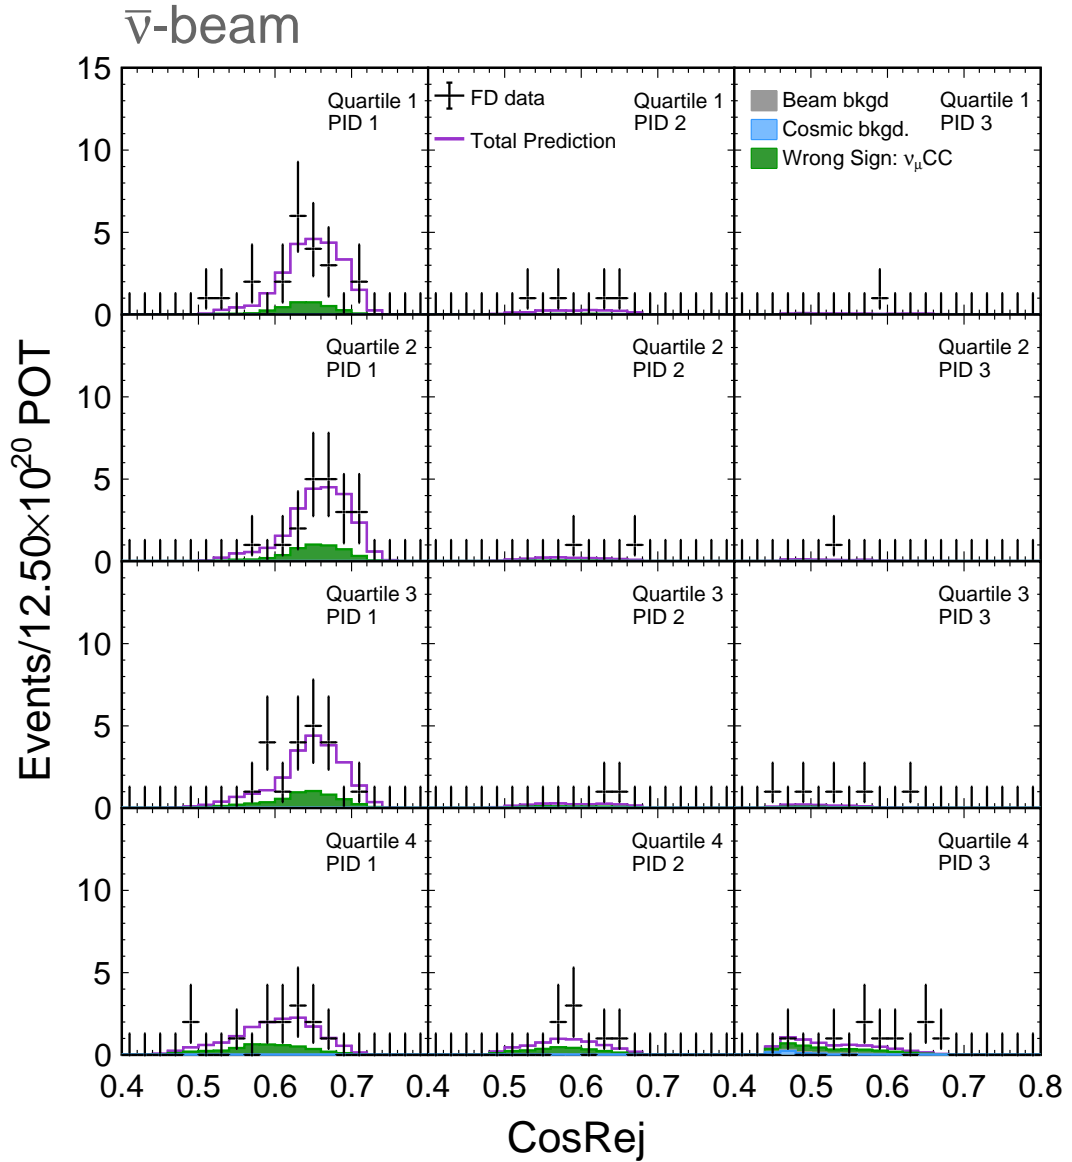 ν̅-beam
Events/12.50×10²⁰ POT
15
10
5
0
Quartile 1
PID 1
FD data
Total Prediction
Quartile 1
PID 2
Beam bkgd
Cosmic bkgd.
Wrong Sign: νμCC
Quartile 1
PID 3
10
5
0
Quartile 2
PID 1
Quartile 2
PID 2
Quartile 2
PID 3
10
5
0
Quartile 3
PID 1
Quartile 3
PID 2
Quartile 3
PID 3
10
5
0
Quartile 4
PID 1
Quartile 4
PID 2
Quartile 4
PID 3
0.4 0.5 0.6 0.7 0.4 0.5 0.6 0.7 0.4 0.5 0.6 0.7 0.8
CosRej